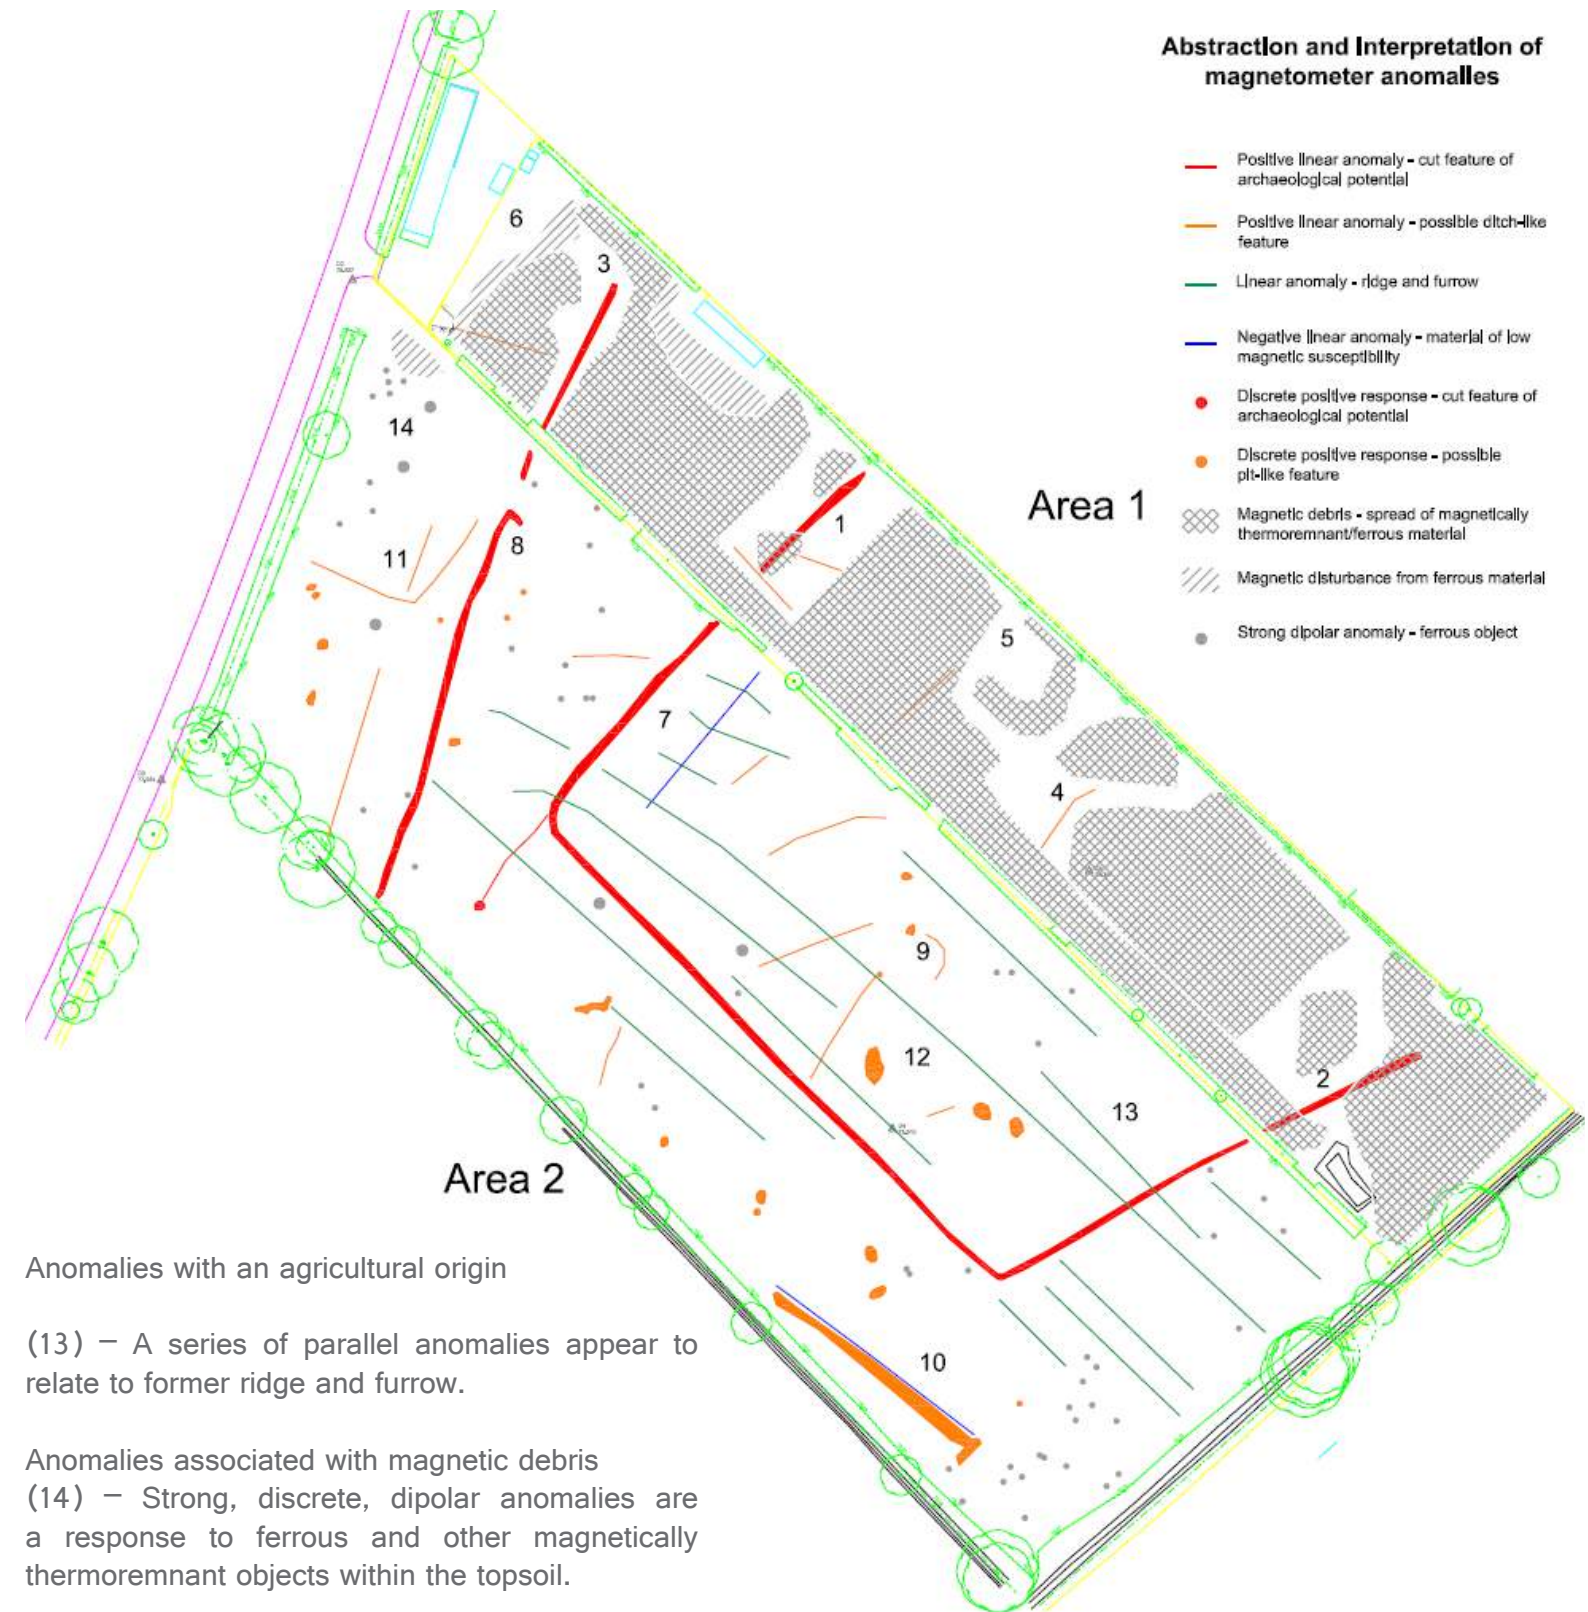 Abstraction and Interpretation of
magnetometer anomalies
Positive linear anomaly - cut feature of
archaeological potential
Positive linear anomaly - possible ditch-like
feature
Linear anomaly - ridge and furrow
Negative linear anomaly - material of low
magnetic susceptibility
Discrete positive response - cut feature of
archaeological potential
Discrete positive response - possible
pit-like feature
Magnetic debris - spread of magnetically
thermoremnant/ferrous material
Magnetic disturbance from ferrous material
Strong dipolar anomaly - ferrous object
6
3
14
Area 1
1
11
8
5
7
4
9
12
2
13
Area 2
10
Anomalies with an agricultural origin
(13) – A series of parallel anomalies appear to
relate to former ridge and furrow.
Anomalies associated with magnetic debris
(14) – Strong, discrete, dipolar anomalies are
a response to ferrous and other magnetically
thermoremnant objects within the topsoil.